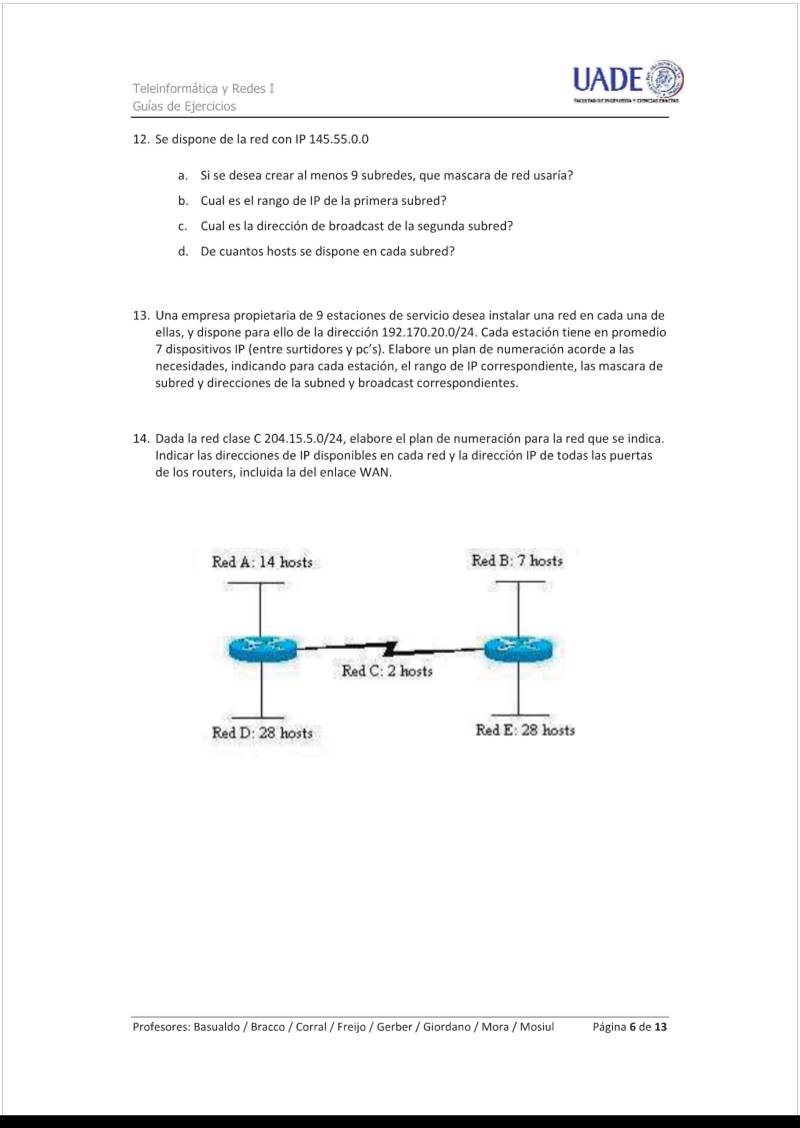 Teleinformática y Redes I
Guías de Ejercicios
UADE
12. Se dispone de la red con IP 145.55.0.0
a. Si se desea crear al menos 9 subredes, que mascara de red usaría?
b. Cual es el rango de IP de la primera subred?
c. Cual es la dirección de broadcast de la segunda subred?
d. De cuantos hosts se dispone en cada subred?
13. Una empresa propietaria de 9 estaciones de servicio desea instalar una red en cada una de
ellas, y dispone para ello de la dirección 192.170.20.0/24. Cada estación tiene en promedio
7 dispositivos IP (entre surtidores y pc's). Elabore un plan de numeración acorde a las
necesidades, indicando para cada estación, el rango de IP correspondiente, las mascara de
subred y direcciones de la subned y broadcast correspondientes.
14. Dada la red clase C 204.15.5.0/24, elabore el plan de numeración para la red que se indica.
Indicar las direcciones de IP disponibles en cada red y la dirección IP de todas las puertas
de los routers, incluida la del enlace WAN.
Red A: 14 hosts
Red B: 7 hosts
Red C: 2 hosts
Red D: 28 hosts
Red E: 28 hosts
Profesores: Basualdo / Bracco / Corral / Freijo / Gerber / Giordano / Mora / Mosiul
Página 6 de 13